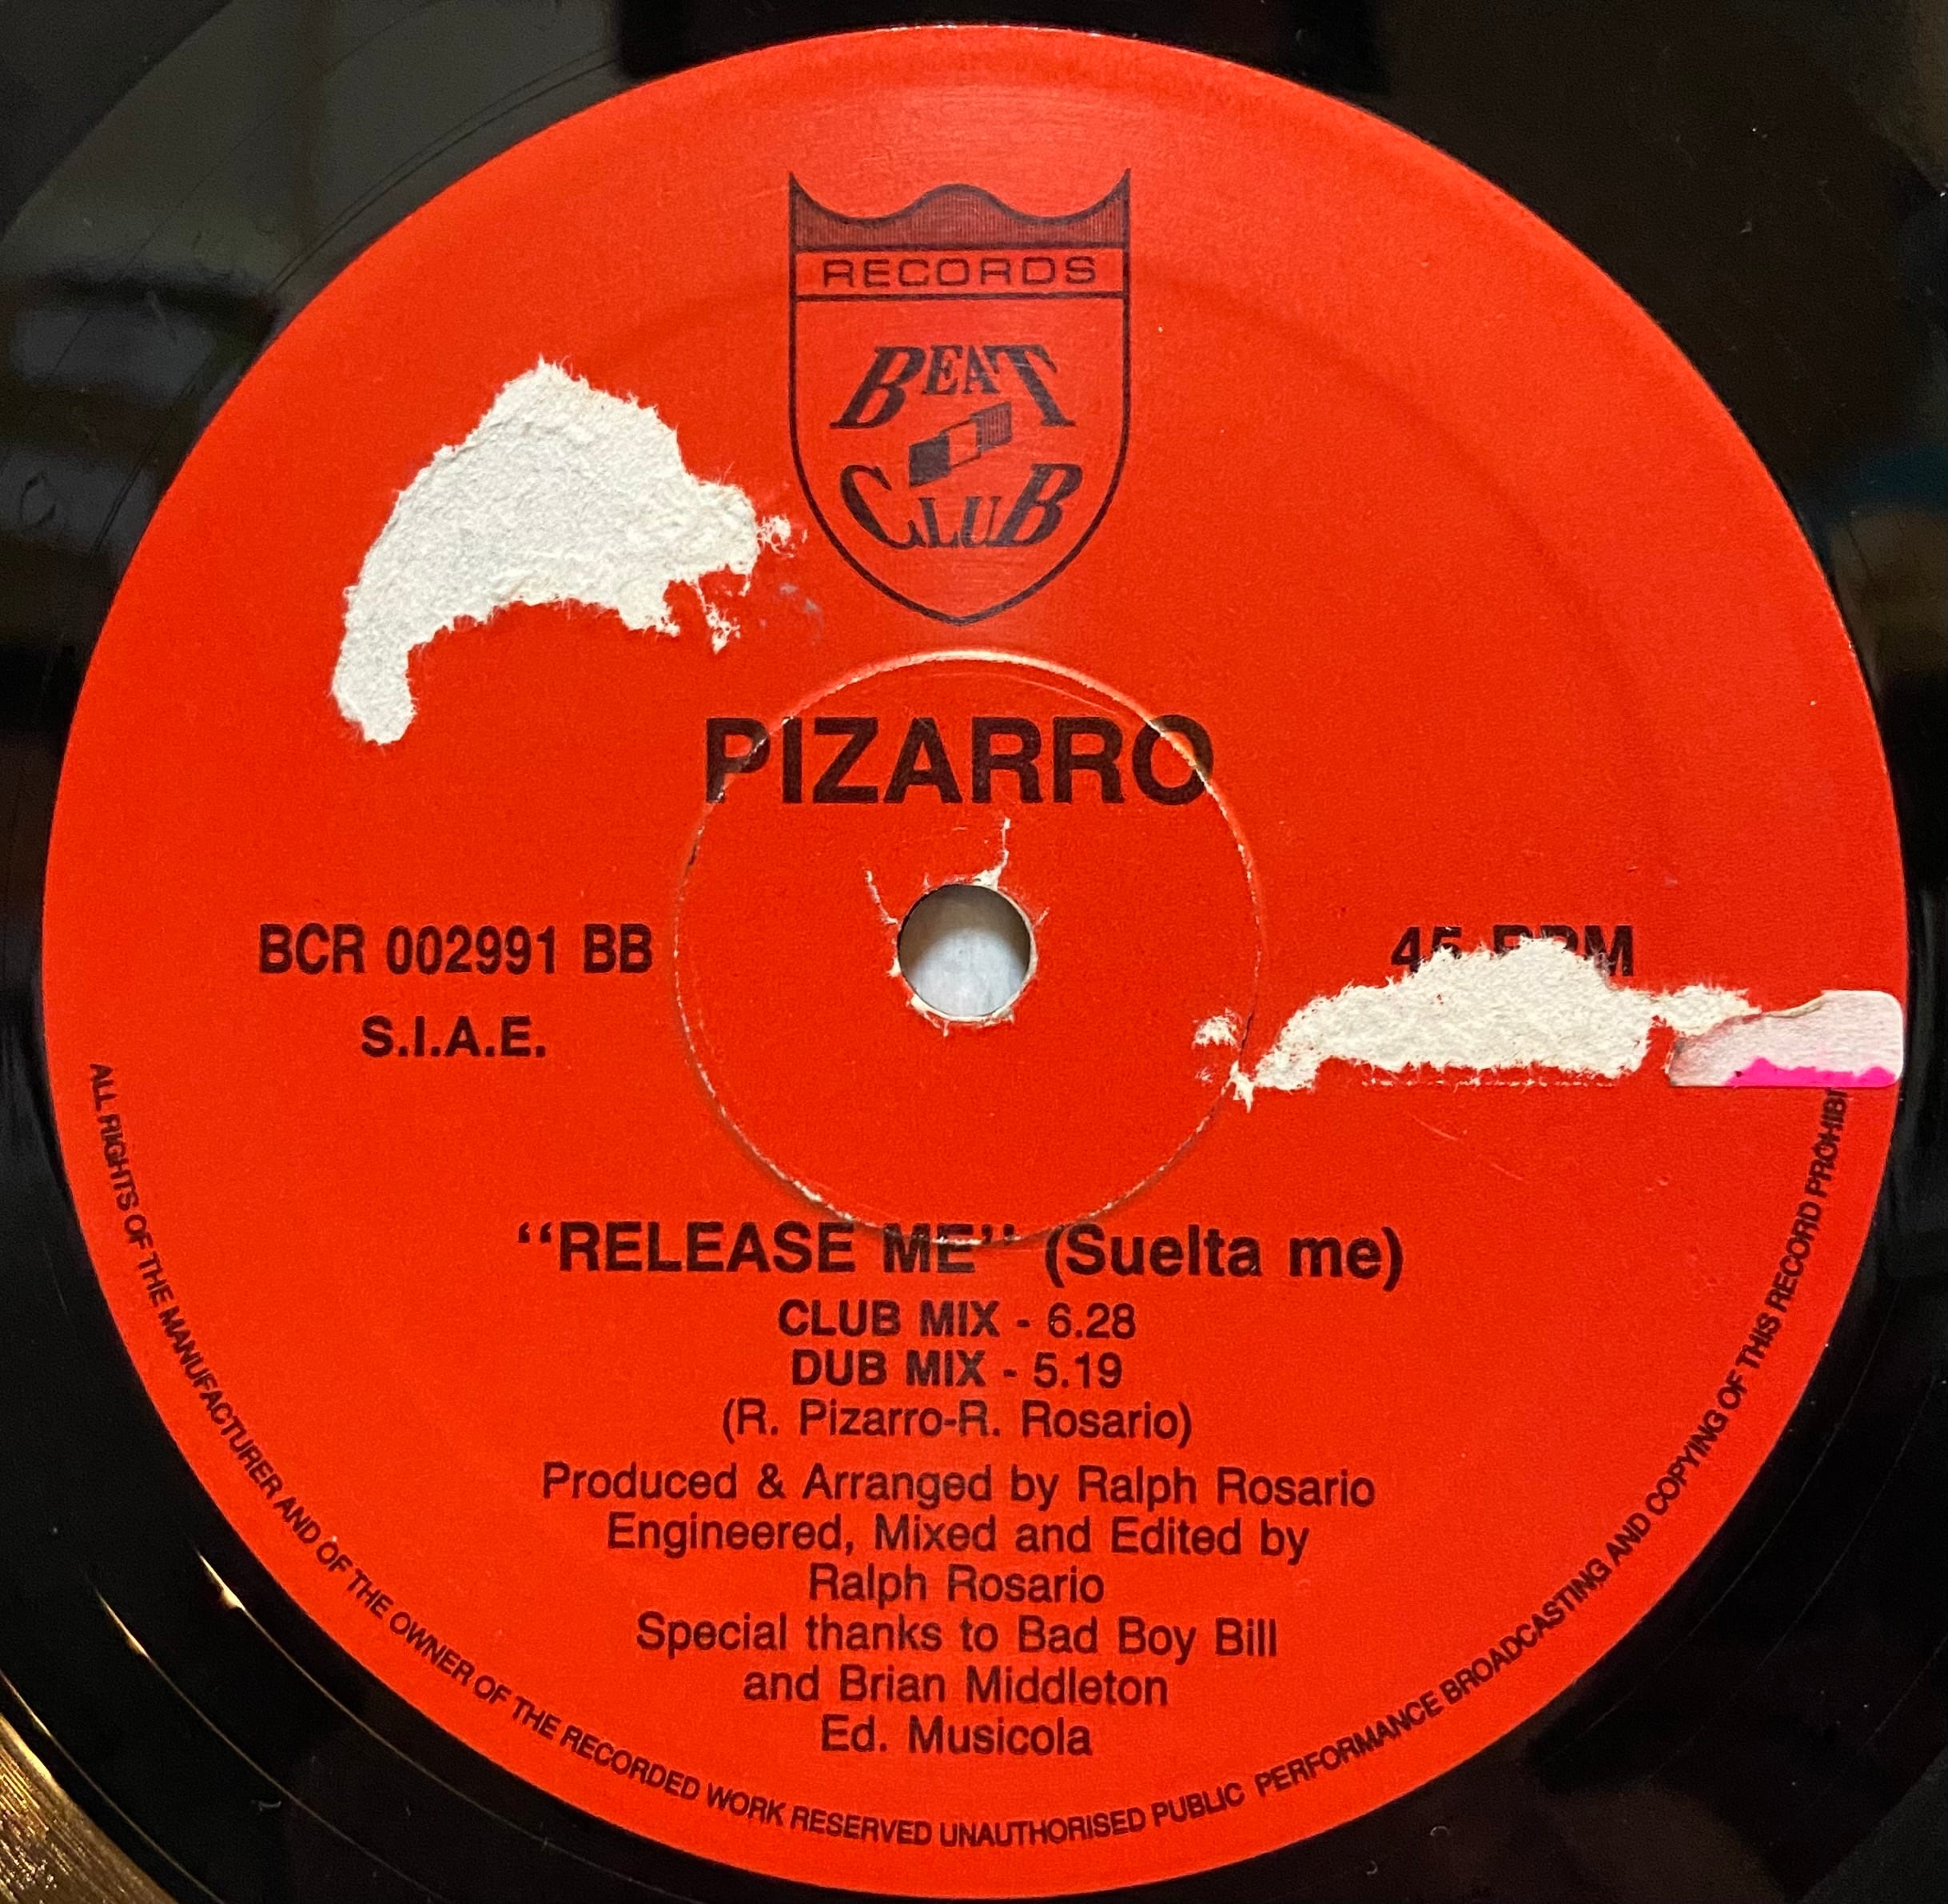 RECORDS
BEAT
CLUB
PIZARRO
BCR 002991 BB
45 RPM
S.I.A.E.
“RELEASE ME” (Suelta me)
CLUB MIX - 6.28
DUB MIX - 5.19
(R. Pizarro-R. Rosario)
Produced & Arranged by Ralph Rosario
Engineered, Mixed and Edited by
Ralph Rosario
Special thanks to Bad Boy Bill
and Brian Middleton
Ed. Musicola
ALL RIGHTS OF THE MANUFACTURER AND OF THE OWNER OF THE RECORDED WORK RESERVED UNAUTHORISED PUBLIC PERFORMANCE BROADCASTING AND COPYING OF THIS RECORD PROHIBI